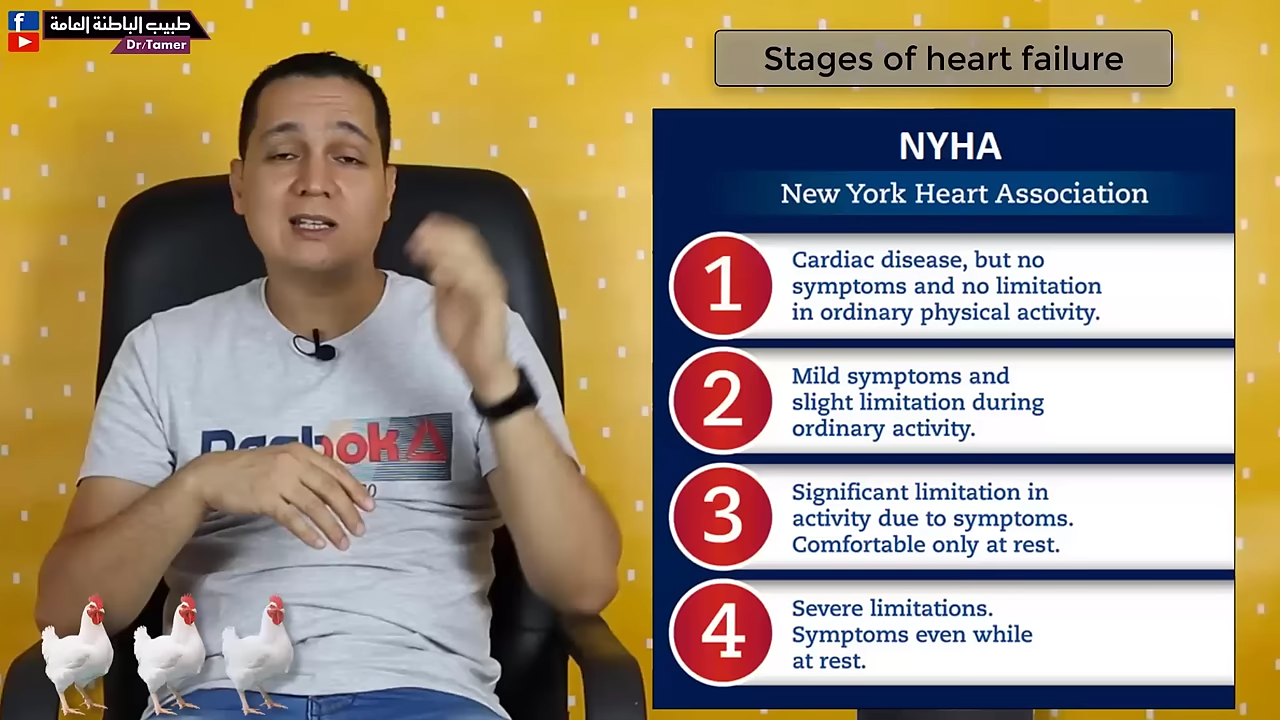 طبيب الباطنة العامة
Dr/Tamer
Stages of heart failure
NYHA
New York Heart Association
1
Cardiac disease, but no
symptoms and no limitation
in ordinary physical activity.
2
Mild symptoms and
slight limitation during
ordinary activity.
3
Significant limitation in
activity due to symptoms.
Comfortable only at rest.
4
Severe limitations.
Symptoms even while
at rest.